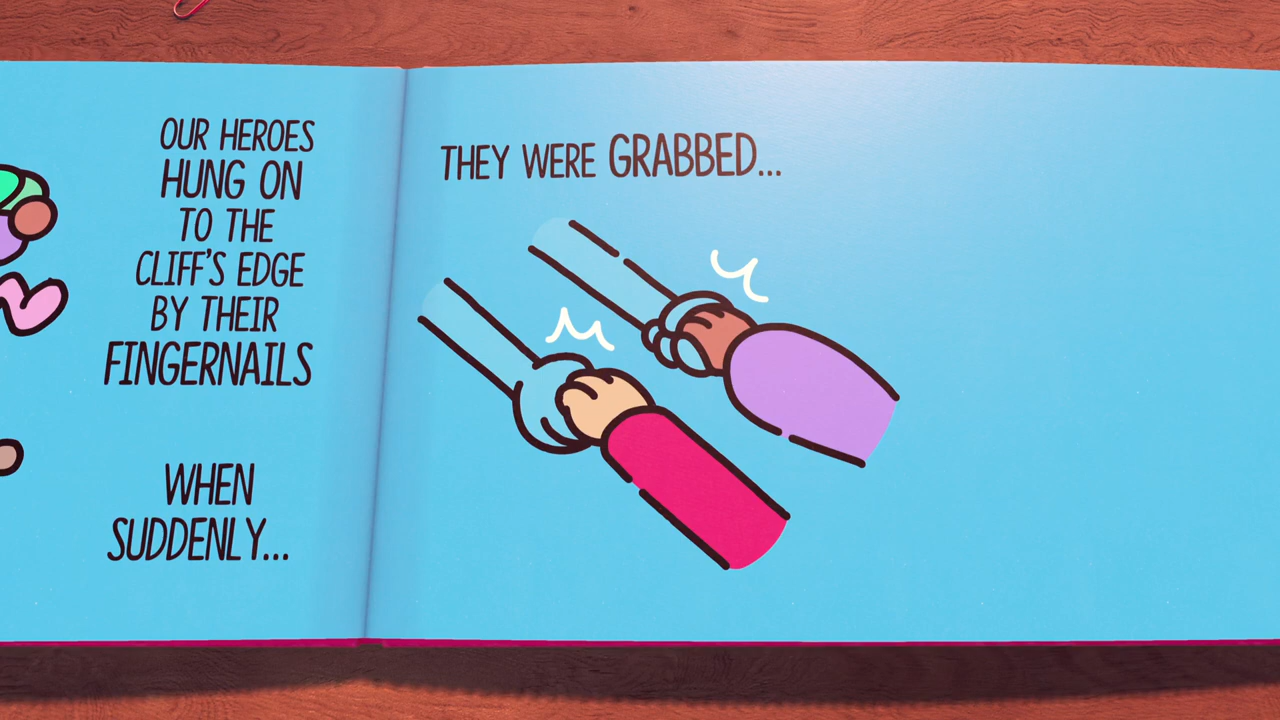 OUR HEROES
HUNG ON
TO THE
CLIFF'S EDGE
BY THEIR
FINGERNAILS
WHEN
SUDDENLY...
THEY WERE GRABBED...